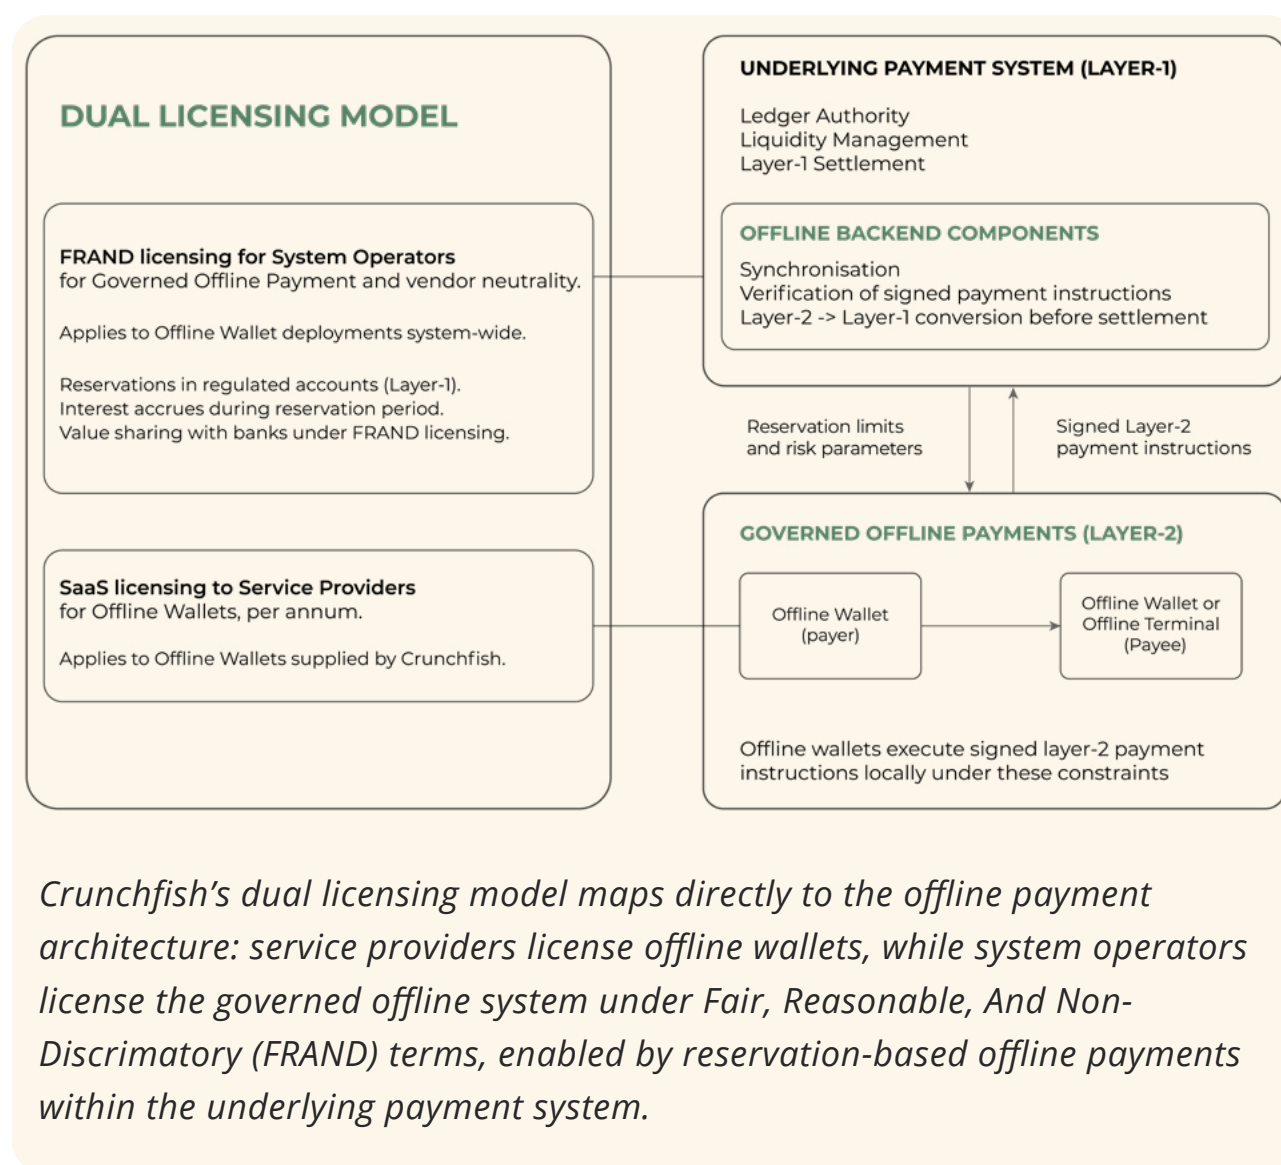 DUAL LICENSING MODEL
FRAND licensing for System Operators
for Governed Offline Payment and vendor neutrality.
Applies to Offline Wallet deployments system-wide.
Reservations in regulated accounts (Layer-1).
Interest accrues during reservation period.
Value sharing with banks under FRAND licensing.
SaaS licensing to Service Providers
for Offline Wallets, per annum.
Applies to Offline Wallets supplied by Crunchfish.
UNDERLYING PAYMENT SYSTEM (LAYER-1)
Ledger Authority
Liquidity Management
Layer-1 Settlement
OFFLINE BACKEND COMPONENTS
Synchronisation
Verification of signed payment instructions
Layer-2 -> Layer-1 conversion before settlement
Reservation limits
and risk parameters
Signed Layer-2
payment instructions
GOVERNED OFFLINE PAYMENTS (LAYER-2)
Offline Wallet
(payer)
Offline Wallet or
Offline Terminal
(Payee)
Offline wallets execute signed layer-2 payment
instructions locally under these constraints
Crunchfish’s dual licensing model maps directly to the offline payment
architecture: service providers license offline wallets, while system operators
license the governed offline system under Fair, Reasonable, And Non-
Discrimatory (FRAND) terms, enabled by reservation-based offline payments
within the underlying payment system.